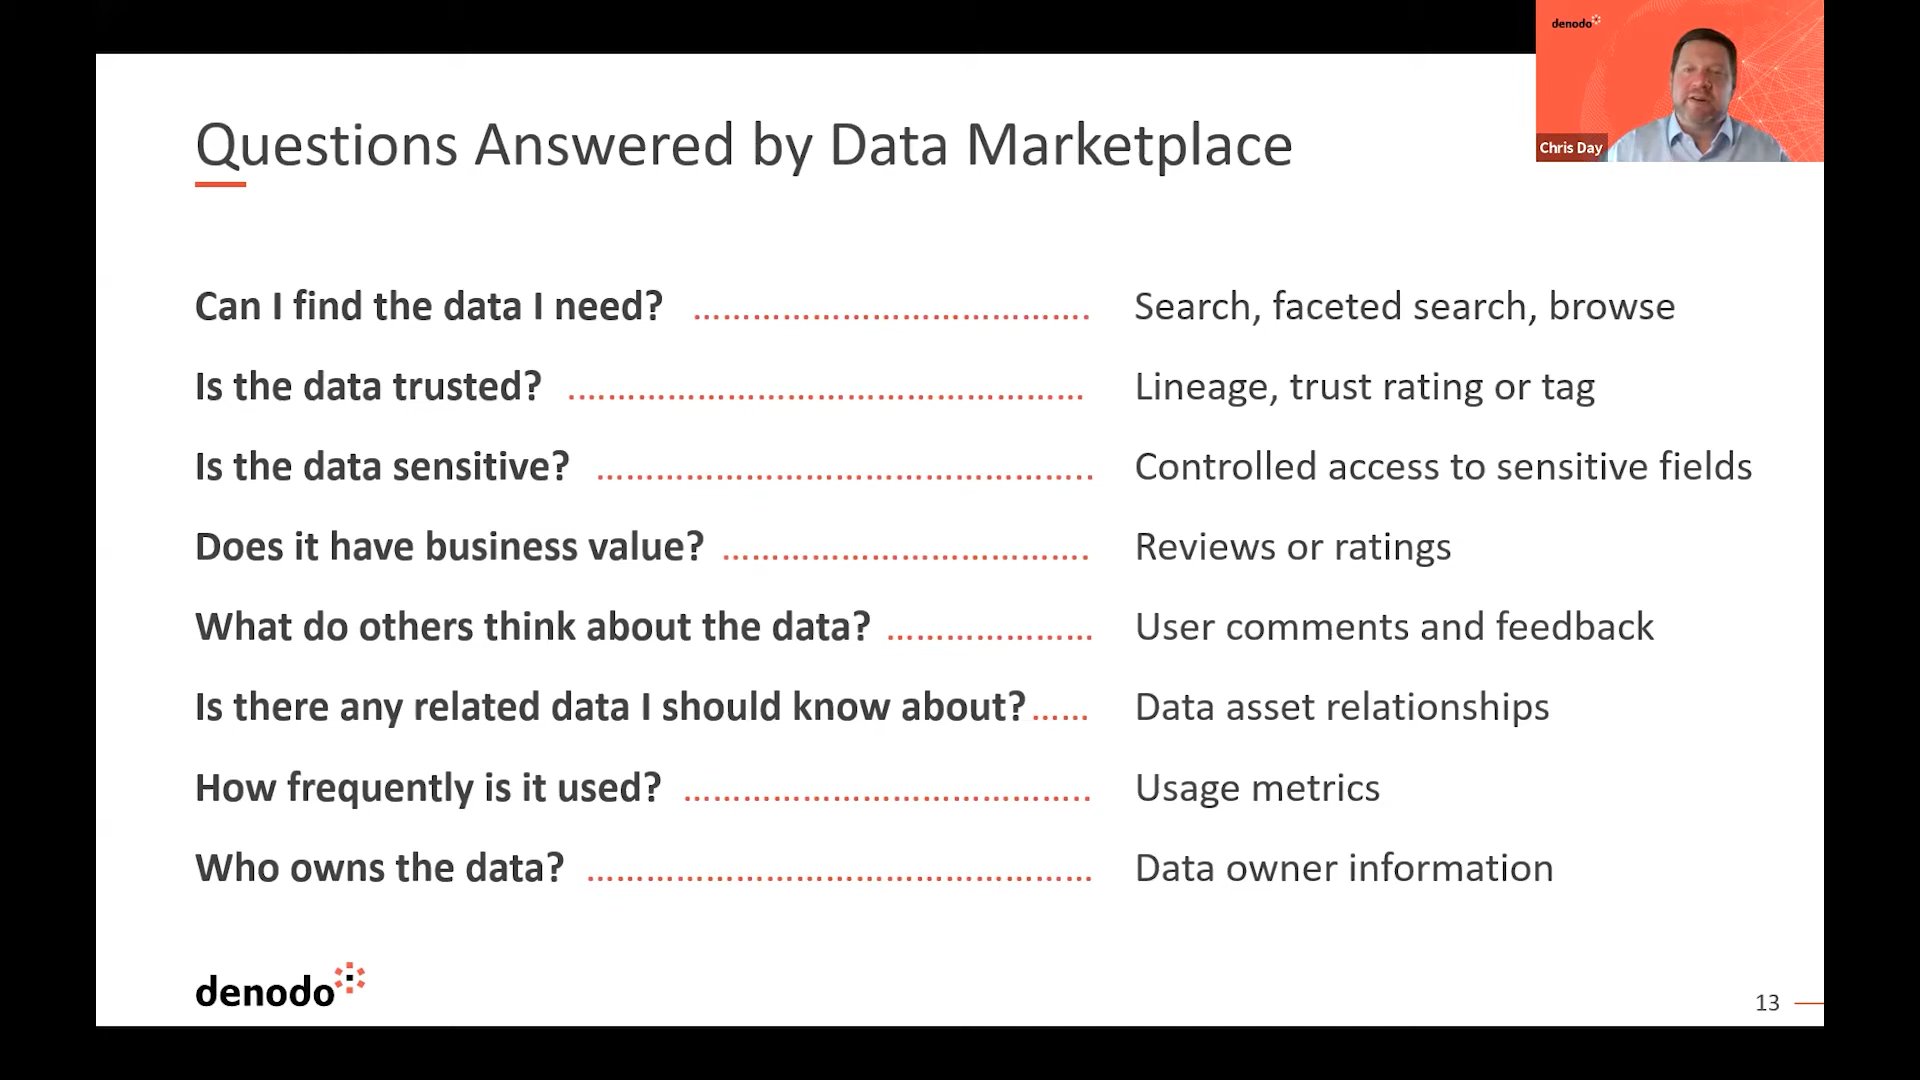 denodo
Chris Day
Questions Answered by Data Marketplace
Can I find the data I need? ........................................ Search, faceted search, browse
Is the data trusted? .................................................... Lineage, trust rating or tag
Is the data sensitive? .................................................. Controlled access to sensitive fields
Does it have business value? ..................................... Reviews or ratings
What do others think about the data? ..................... User comments and feedback
Is there any related data I should know about? ...... Data asset relationships
How frequently is it used? ......................................... Usage metrics
Who owns the data? ................................................... Data owner information
denodo
13